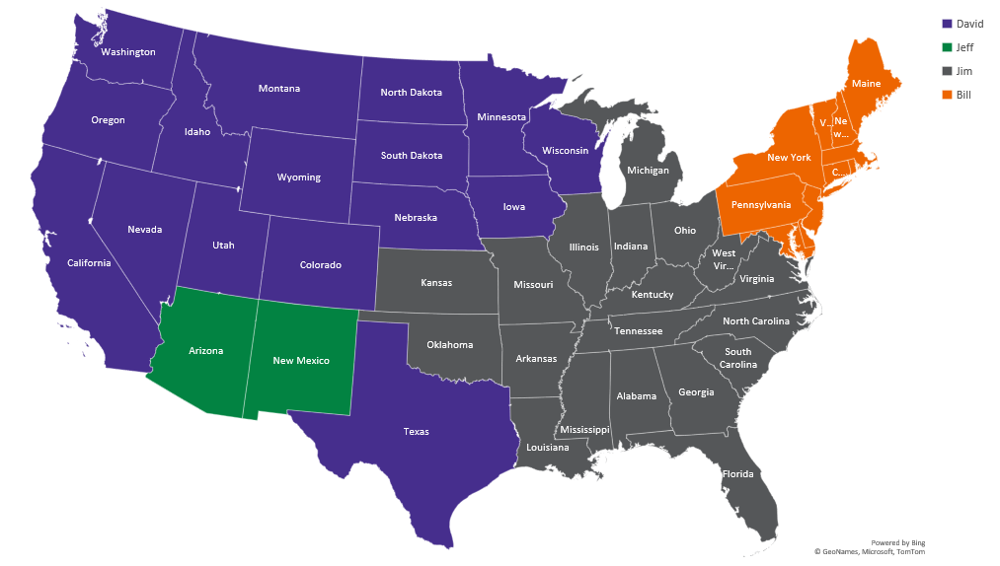 David
Jeff
Jim
Bill
Washington
Oregon
Idaho
Montana
North Dakota
Minnesota
South Dakota
Wisconsin
Wyoming
Nebraska
Iowa
Nevada
Utah
Colorado
California
Arizona
New Mexico
Texas
Kansas
Oklahoma
Missouri
Arkansas
Louisiana
Mississippi
Illinois
Indiana
Michigan
Ohio
Kentucky
Tennessee
Alabama
Georgia
Florida
South
Carolina
North Carolina
Virginia
West
Vir...
Pennsylvania
New York
V...
Ne
w...
Maine
C...
Powered by Bing
© GeoNames, Microsoft, TomTom